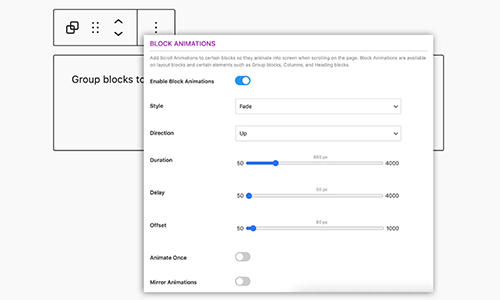 BLOCK ANIMATIONS
Add Scroll Animations to certain blocks so they animate into screen when scrolling on the page. Block Animations are available
on layout blocks and certain elements such as Group blocks, Columns, and Heading blocks.
Group blocks to
Enable Block Animations
Style Fade
Direction Up
Duration 50 4000
Delay 50 50 px 4000
Offset 50 80 px 1000
Animate Once
Mirror Animations